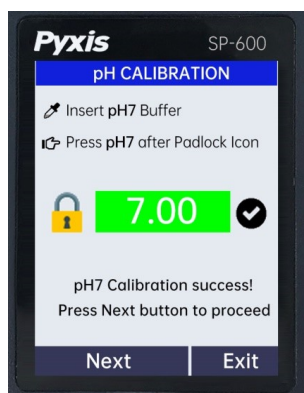 Pyxis SP-600
pH CALIBRATION
Insert pH7 Buffer
Press pH7 after Padlock Icon
7.00
pH7 Calibration success!
Press Next button to proceed
Next Exit